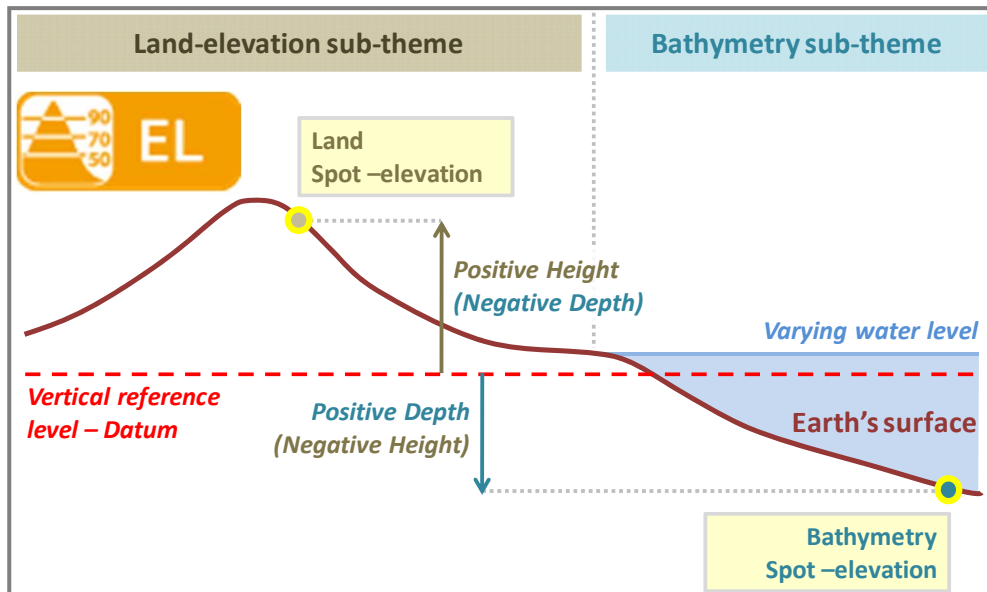 Land-elevation sub-theme
Bathymetry sub-theme
90
70
50
EL
Land
Spot –elevation
Positive Height
(Negative Depth)
Varying water level
Vertical reference
level – Datum
Positive Depth
(Negative Height)
Earth’s surface
Bathymetry
Spot –elevation